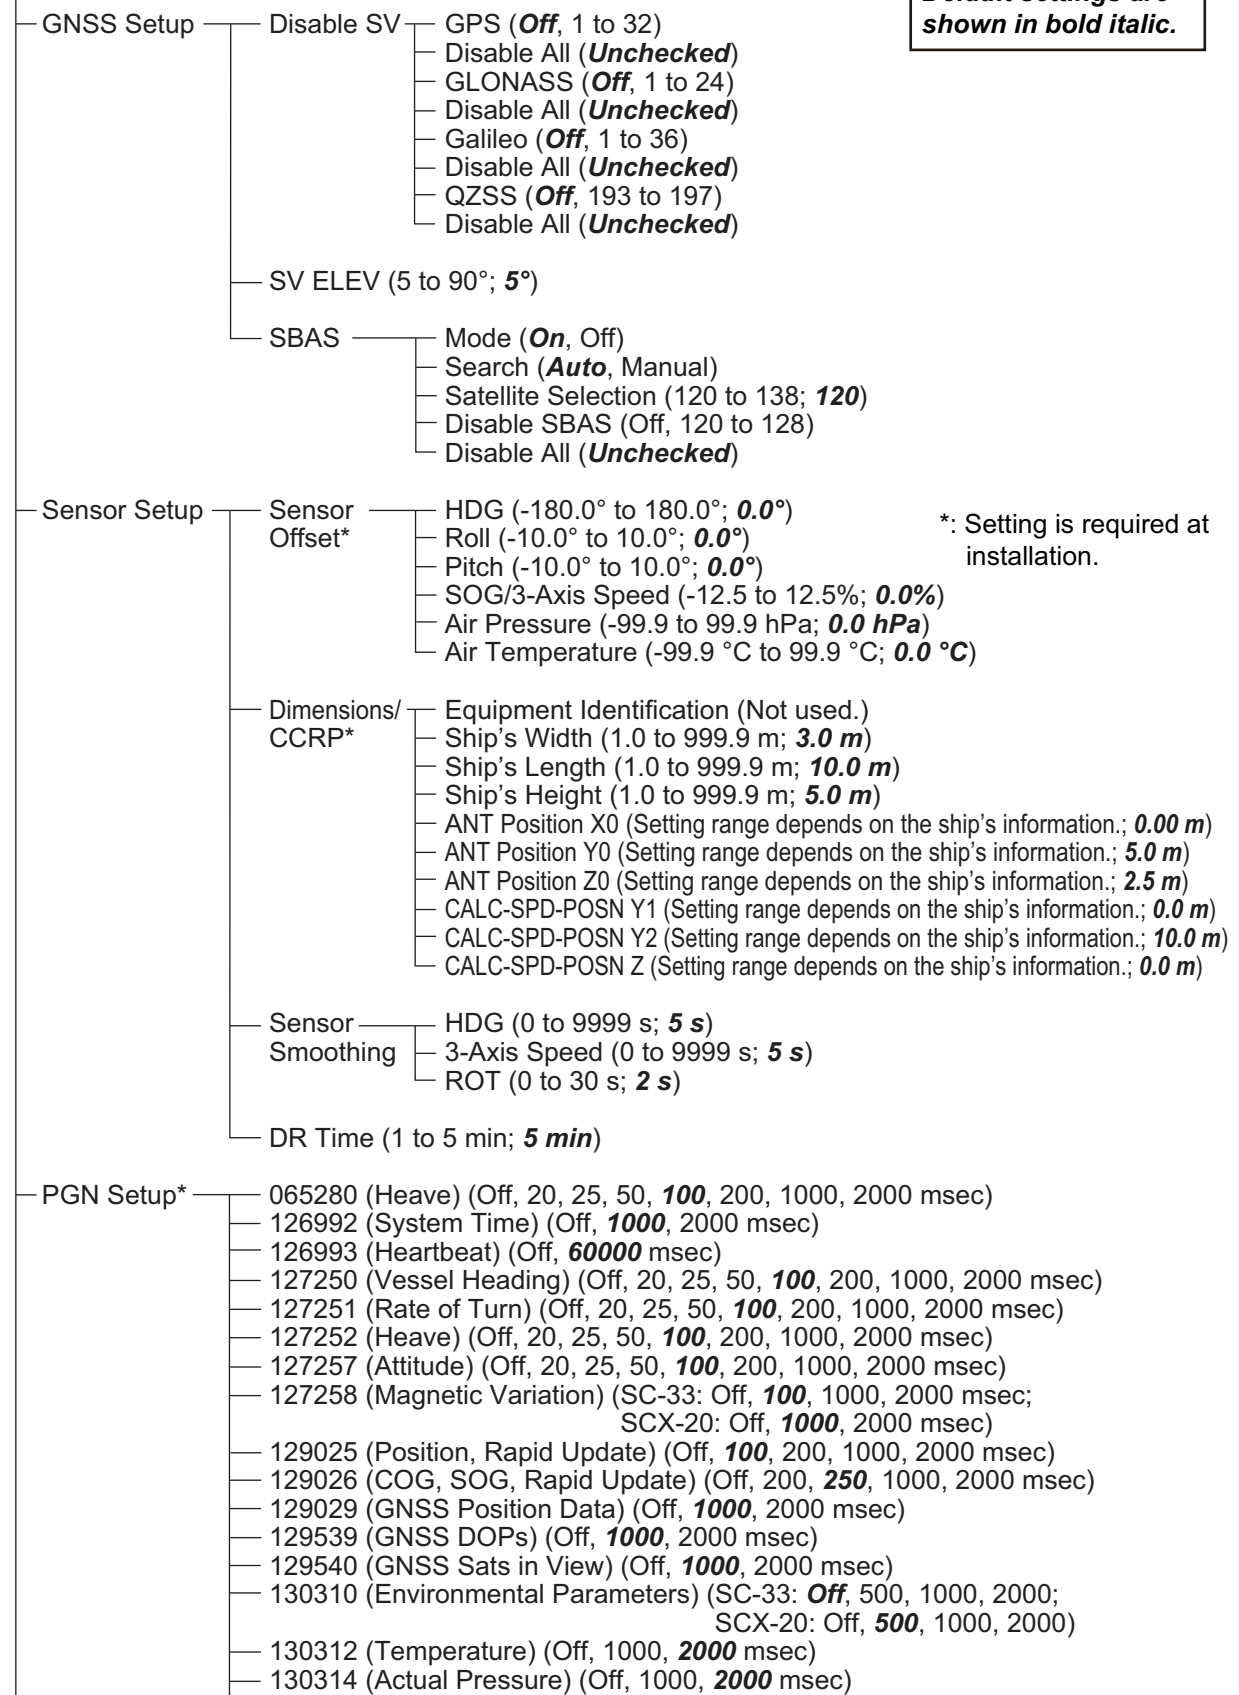 Default settings are
shown in bold italic.
GNSS Setup
Disable SV
GPS (Off, 1 to 32)
Disable All (Unchecked)
GLONASS (Off, 1 to 24)
Disable All (Unchecked)
Galileo (Off, 1 to 36)
Disable All (Unchecked)
QZSS (Off, 193 to 197)
Disable All (Unchecked)
SV ELEV (5 to 90°; 5°)
SBAS
Mode (On, Off)
Search (Auto, Manual)
Satellite Selection (120 to 138; 120)
Disable SBAS (Off, 120 to 128)
Disable All (Unchecked)
Sensor Setup
Sensor
Offset*
HDG (-180.0° to 180.0°; 0.0°)
Roll (-10.0° to 10.0°; 0.0°)
Pitch (-10.0° to 10.0°; 0.0°)
SOG/3-Axis Speed (-12.5 to 12.5%; 0.0%)
Air Pressure (-99.9 to 99.9 hPa; 0.0 hPa)
Air Temperature (-99.9 °C to 99.9 °C; 0.0 °C)
*: Setting is required at
installation.
Dimensions/
CCRP*
Equipment Identification (Not used.)
Ship's Width (1.0 to 999.9 m; 3.0 m)
Ship's Length (1.0 to 999.9 m; 10.0 m)
Ship's Height (1.0 to 999.9 m; 5.0 m)
ANT Position X0 (Setting range depends on the ship's information.; 0.00 m)
ANT Position Y0 (Setting range depends on the ship's information.; 5.0 m)
ANT Position Z0 (Setting range depends on the ship's information.; 2.5 m)
CALC-SPD-POSN Y1 (Setting range depends on the ship's information.; 0.0 m)
CALC-SPD-POSN Y2 (Setting range depends on the ship's information.; 10.0 m)
CALC-SPD-POSN Z (Setting range depends on the ship's information.; 0.0 m)
Sensor
Smoothing
HDG (0 to 9999 s; 5 s)
3-Axis Speed (0 to 9999 s; 5 s)
ROT (0 to 30 s; 2 s)
DR Time (1 to 5 min; 5 min)
PGN Setup*
065280 (Heave) (Off, 20, 25, 50, 100, 200, 1000, 2000 msec)
126992 (System Time) (Off, 1000, 2000 msec)
126993 (Heartbeat) (Off, 60000 msec)
127250 (Vessel Heading) (Off, 20, 25, 50, 100, 200, 1000, 2000 msec)
127251 (Rate of Turn) (Off, 20, 25, 50, 100, 200, 1000, 2000 msec)
127252 (Heave) (Off, 20, 25, 50, 100, 200, 1000, 2000 msec)
127257 (Attitude) (Off, 20, 25, 50, 100, 200, 1000, 2000 msec)
127258 (Magnetic Variation) (SC-33: Off, 100, 1000, 2000 msec;
SCX-20: Off, 1000, 2000 msec)
129025 (Position, Rapid Update) (Off, 100, 200, 1000, 2000 msec)
129026 (COG, SOG, Rapid Update) (Off, 200, 250, 1000, 2000 msec)
129029 (GNSS Position Data) (Off, 1000, 2000 msec)
129539 (GNSS DOPs) (Off, 1000, 2000 msec)
129540 (GNSS Sats in View) (Off, 1000, 2000 msec)
130310 (Environmental Parameters) (SC-33: Off, 500, 1000, 2000;
SCX-20: Off, 500, 1000, 2000)
130312 (Temperature) (Off, 1000, 2000 msec)
130314 (Actual Pressure) (Off, 1000, 2000 msec)